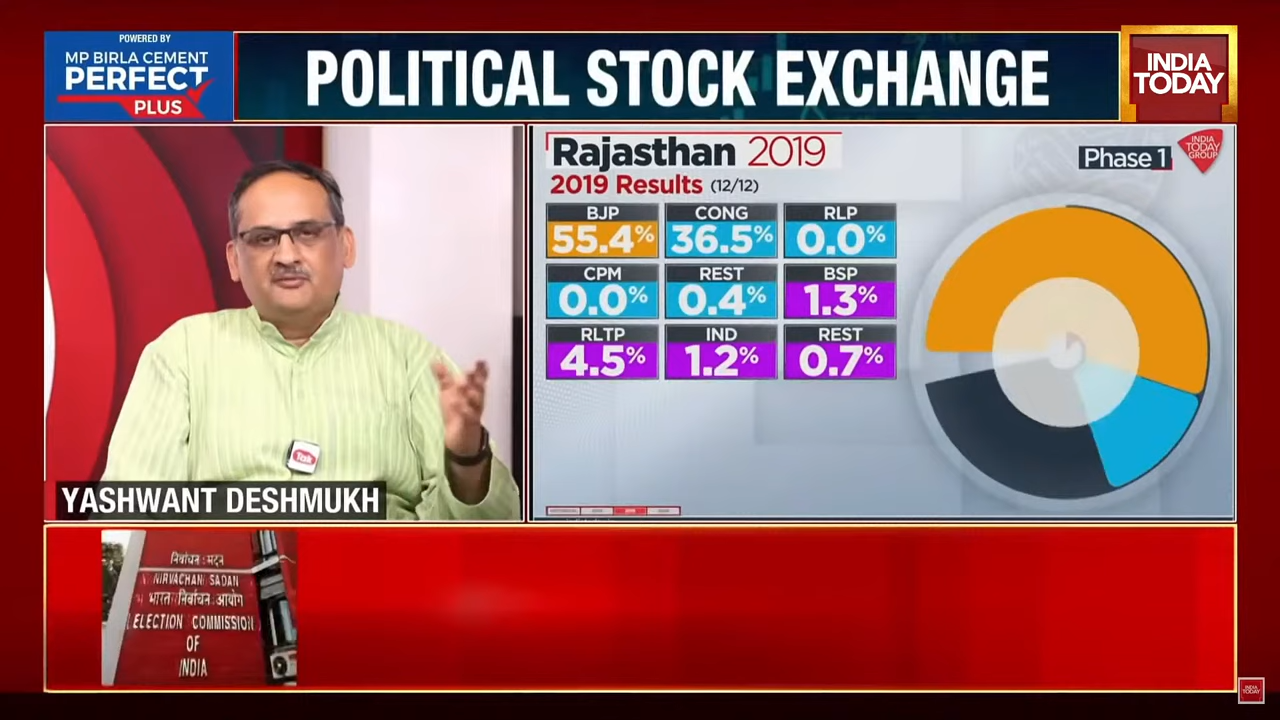 POWERED BY
MP BIRLA CEMENT
PERFECT
PLUS
POLITICAL STOCK EXCHANGE
INDIA
TODAY
Rajasthan 2019
2019 Results (12/12)
Phase 1
INDIA
TODAY
GROUP
BJP CONG RLP
55.4% 36.5% 0.0%
CPM REST BSP
0.0% 0.4% 1.3%
RLTP IND REST
4.5% 1.2% 0.7%
Tak
YASHWANT DESHMUKH
निर्वाचन सदन
NIRVACHAN SADAN
भारत निर्वाचन आयोग
ELECTION COMMISSION
OF
INDIA
INDIA
TODAY